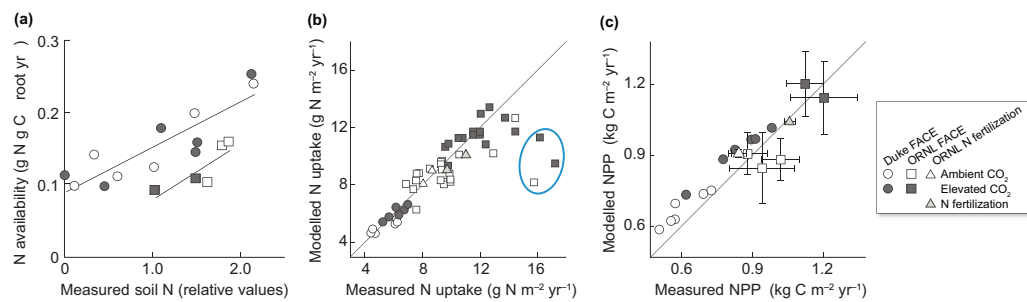 (a)
N availability (g N g C root yr )
0.3
0.2
0.1
0
0
1.0
2.0
Measured soil N (relative values)
(b)
Modelled N uptake (g N m⁻² yr⁻¹)
16
12
8
4
4
8
12
16
Measured N uptake (g N m⁻² yr⁻¹)
(c)
Modelled NPP (kg C m⁻² yr⁻¹)
1.2
0.9
0.6
0.6
0.9
1.2
Measured NPP (kg C m⁻² yr⁻¹)
Duke FACE
ORNL FACE
ORNL N fertilization
Ambient CO₂
Elevated CO₂
N fertilization